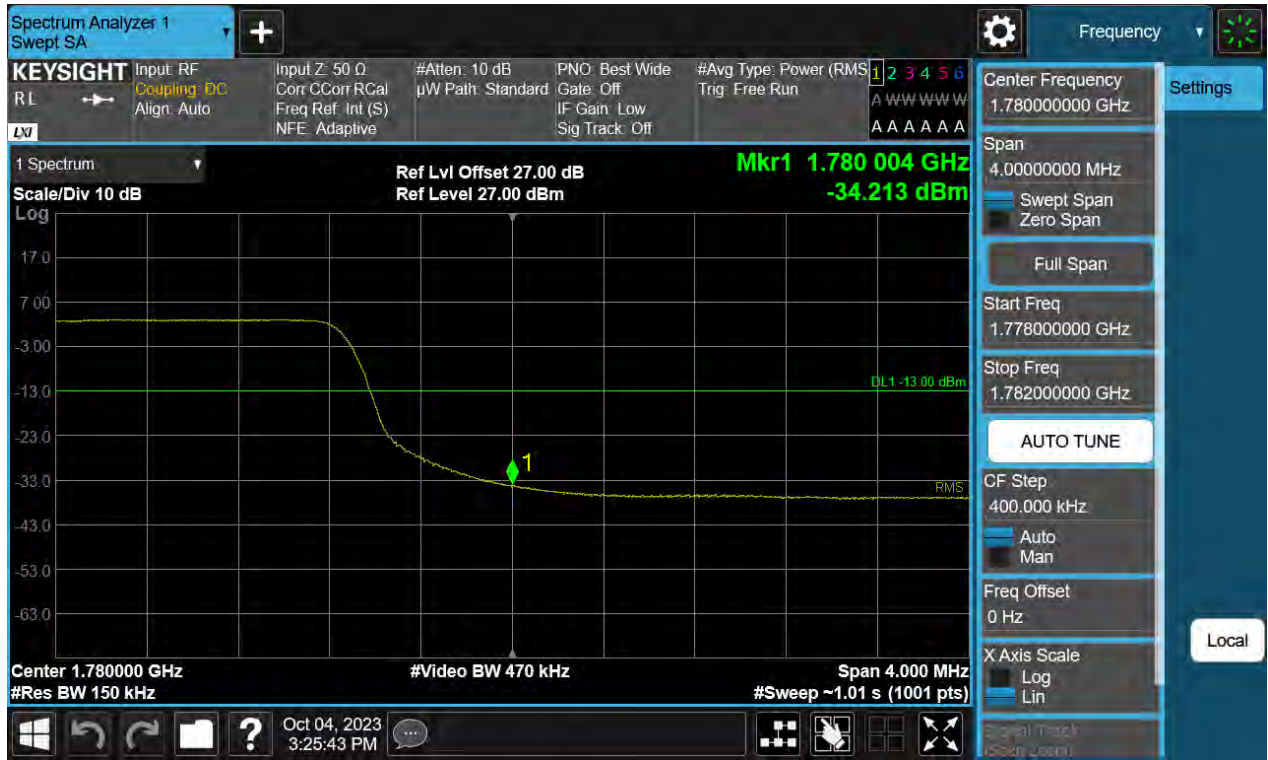 Spectrum Analyzer 1
Swept SA
Frequency
KEYSIGHT
RL
LXI
Input: RF
Coupling: DC
Align: Auto
Input Z: 50 Ω
Corr CCorr RCal
Freq Ref: Int (S)
NFE: Adaptive
#Atten: 10 dB
µW Path: Standard
PNO: Best Wide
Gate: Off
IF Gain: Low
Sig Track: Off
#Avg Type: Power (RMS
Trig: Free Run
1 2 3 4 5 6
A W W W W W
A A A A A A
1 Spectrum
Scale/Div 10 dB
Log
Ref Lvl Offset 27.00 dB
Ref Level 27.00 dBm
Mkr1 1.780 004 GHz
-34.213 dBm
17.0
7.00
-3.00
-13.0
-23.0
-33.0
-43.0
-53.0
-63.0
DL1 -13.00 dBm
1
RMS
Center 1.780000 GHz
#Res BW 150 kHz
#Video BW 470 kHz
Span 4.000 MHz
#Sweep ~1.01 s (1001 pts)
Center Frequency
1.780000000 GHz
Settings
Span
4.00000000 MHz
Swept Span
Zero Span
Full Span
Start Freq
1.778000000 GHz
Stop Freq
1.782000000 GHz
AUTO TUNE
CF Step
400.000 kHz
Auto
Man
Freq Offset
0 Hz
X Axis Scale
Log
Lin
Local
Signal Track
(Span Zoom)
?
Oct 04, 2023
3:25:43 PM